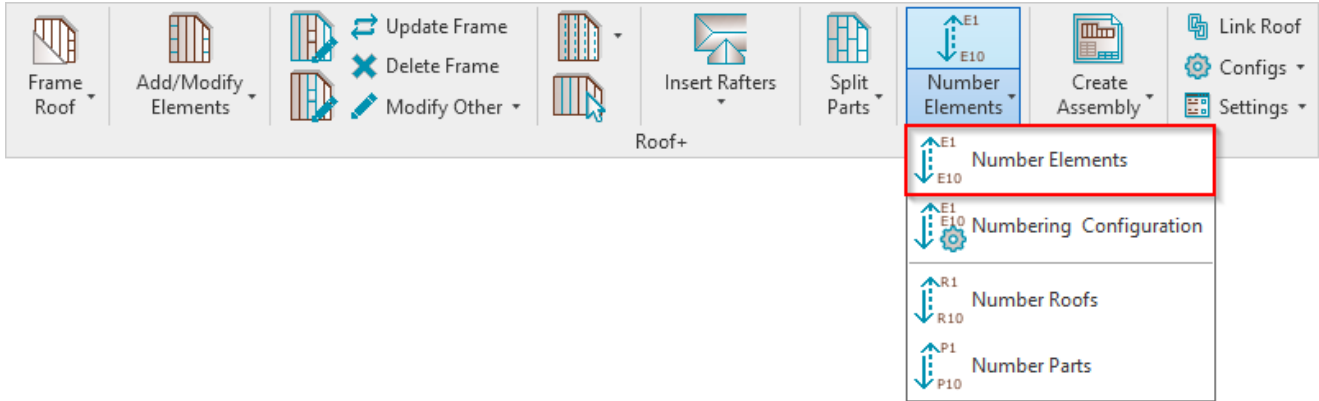 Frame
Roof
Add/Modify
Elements
Update Frame
Delete Frame
Modify Other
Insert Rafters
Split
Parts
E1
E10
Number
Elements
Create
Assembly
Link Roof
Configs
Settings
Roof+
E1
E10
Number Elements
E1
E10
Numbering Configuration
R1
R10
Number Roofs
P1
P10
Number Parts